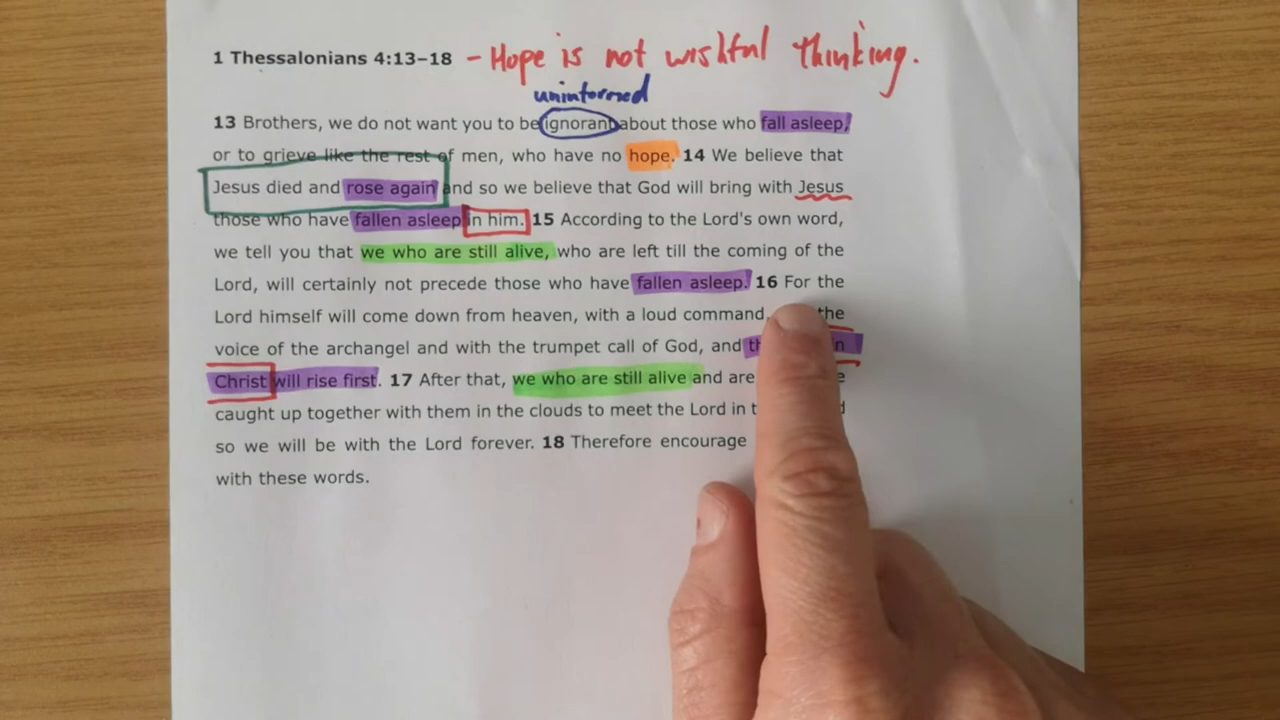 1 Thessalonians 4:13–18 - Hope is not wishful thinking.
uninformed
13 Brothers, we do not want you to be ignorant about those who fall asleep,
or to grieve like the rest of men, who have no hope. 14 We believe that
Jesus died and rose again and so we believe that God will bring with Jesus
those who have fallen asleep in him. 15 According to the Lord's own word,
we tell you that we who are still alive, who are left till the coming of the
Lord, will certainly not precede those who have fallen asleep. 16 For the
Lord himself will come down from heaven, with a loud command, the
voice of the archangel and with the trumpet call of God, and
Christ will rise first. 17 After that, we who are still alive and are
caught up together with them in the clouds to meet the Lord in
so we will be with the Lord forever. 18 Therefore encourage
with these words.